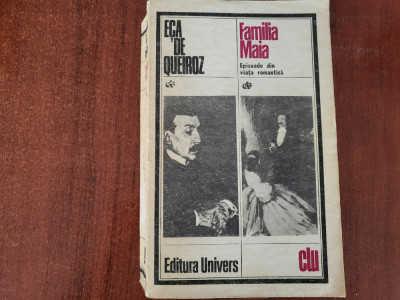 EÇA
DE
QUEIROZ
Familia
Maia
Episoade din
viața romantică
Editura Univers
clu